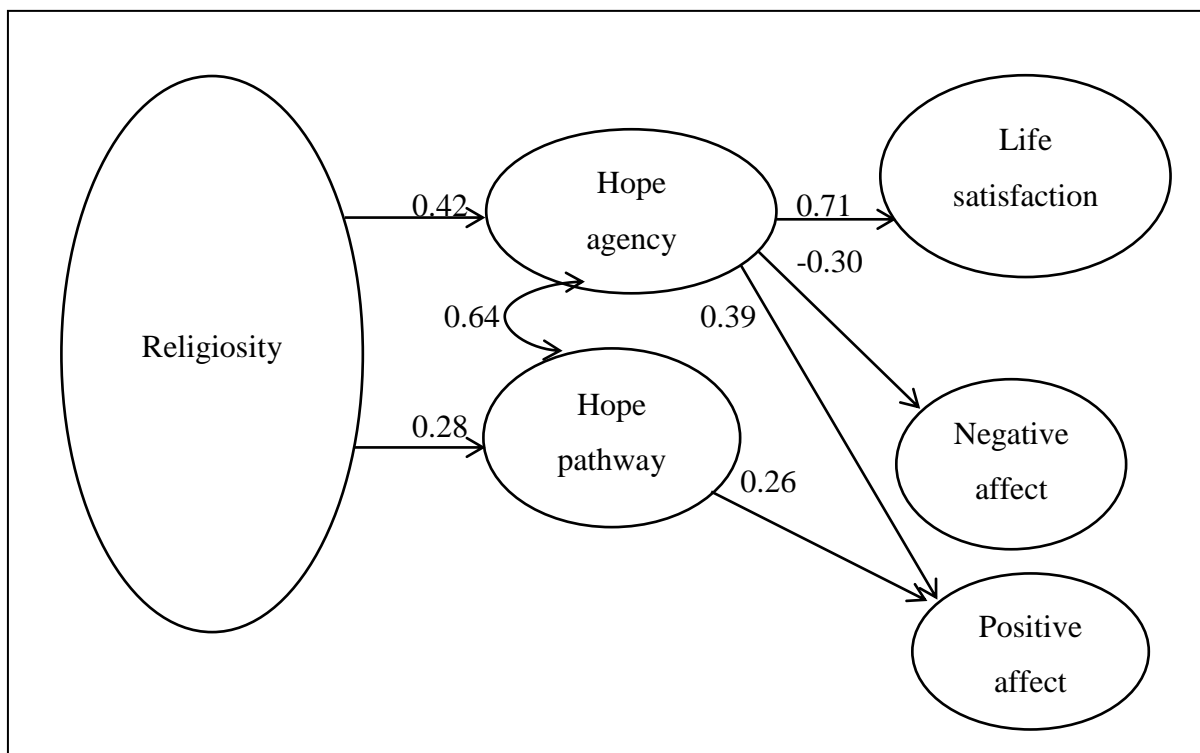 Life
satisfaction
Hope
agency
0.42
0.71
-0.30
0.64
0.39
Religiosity
Hope
pathway
0.28
0.26
Negative
affect
Positive
affect